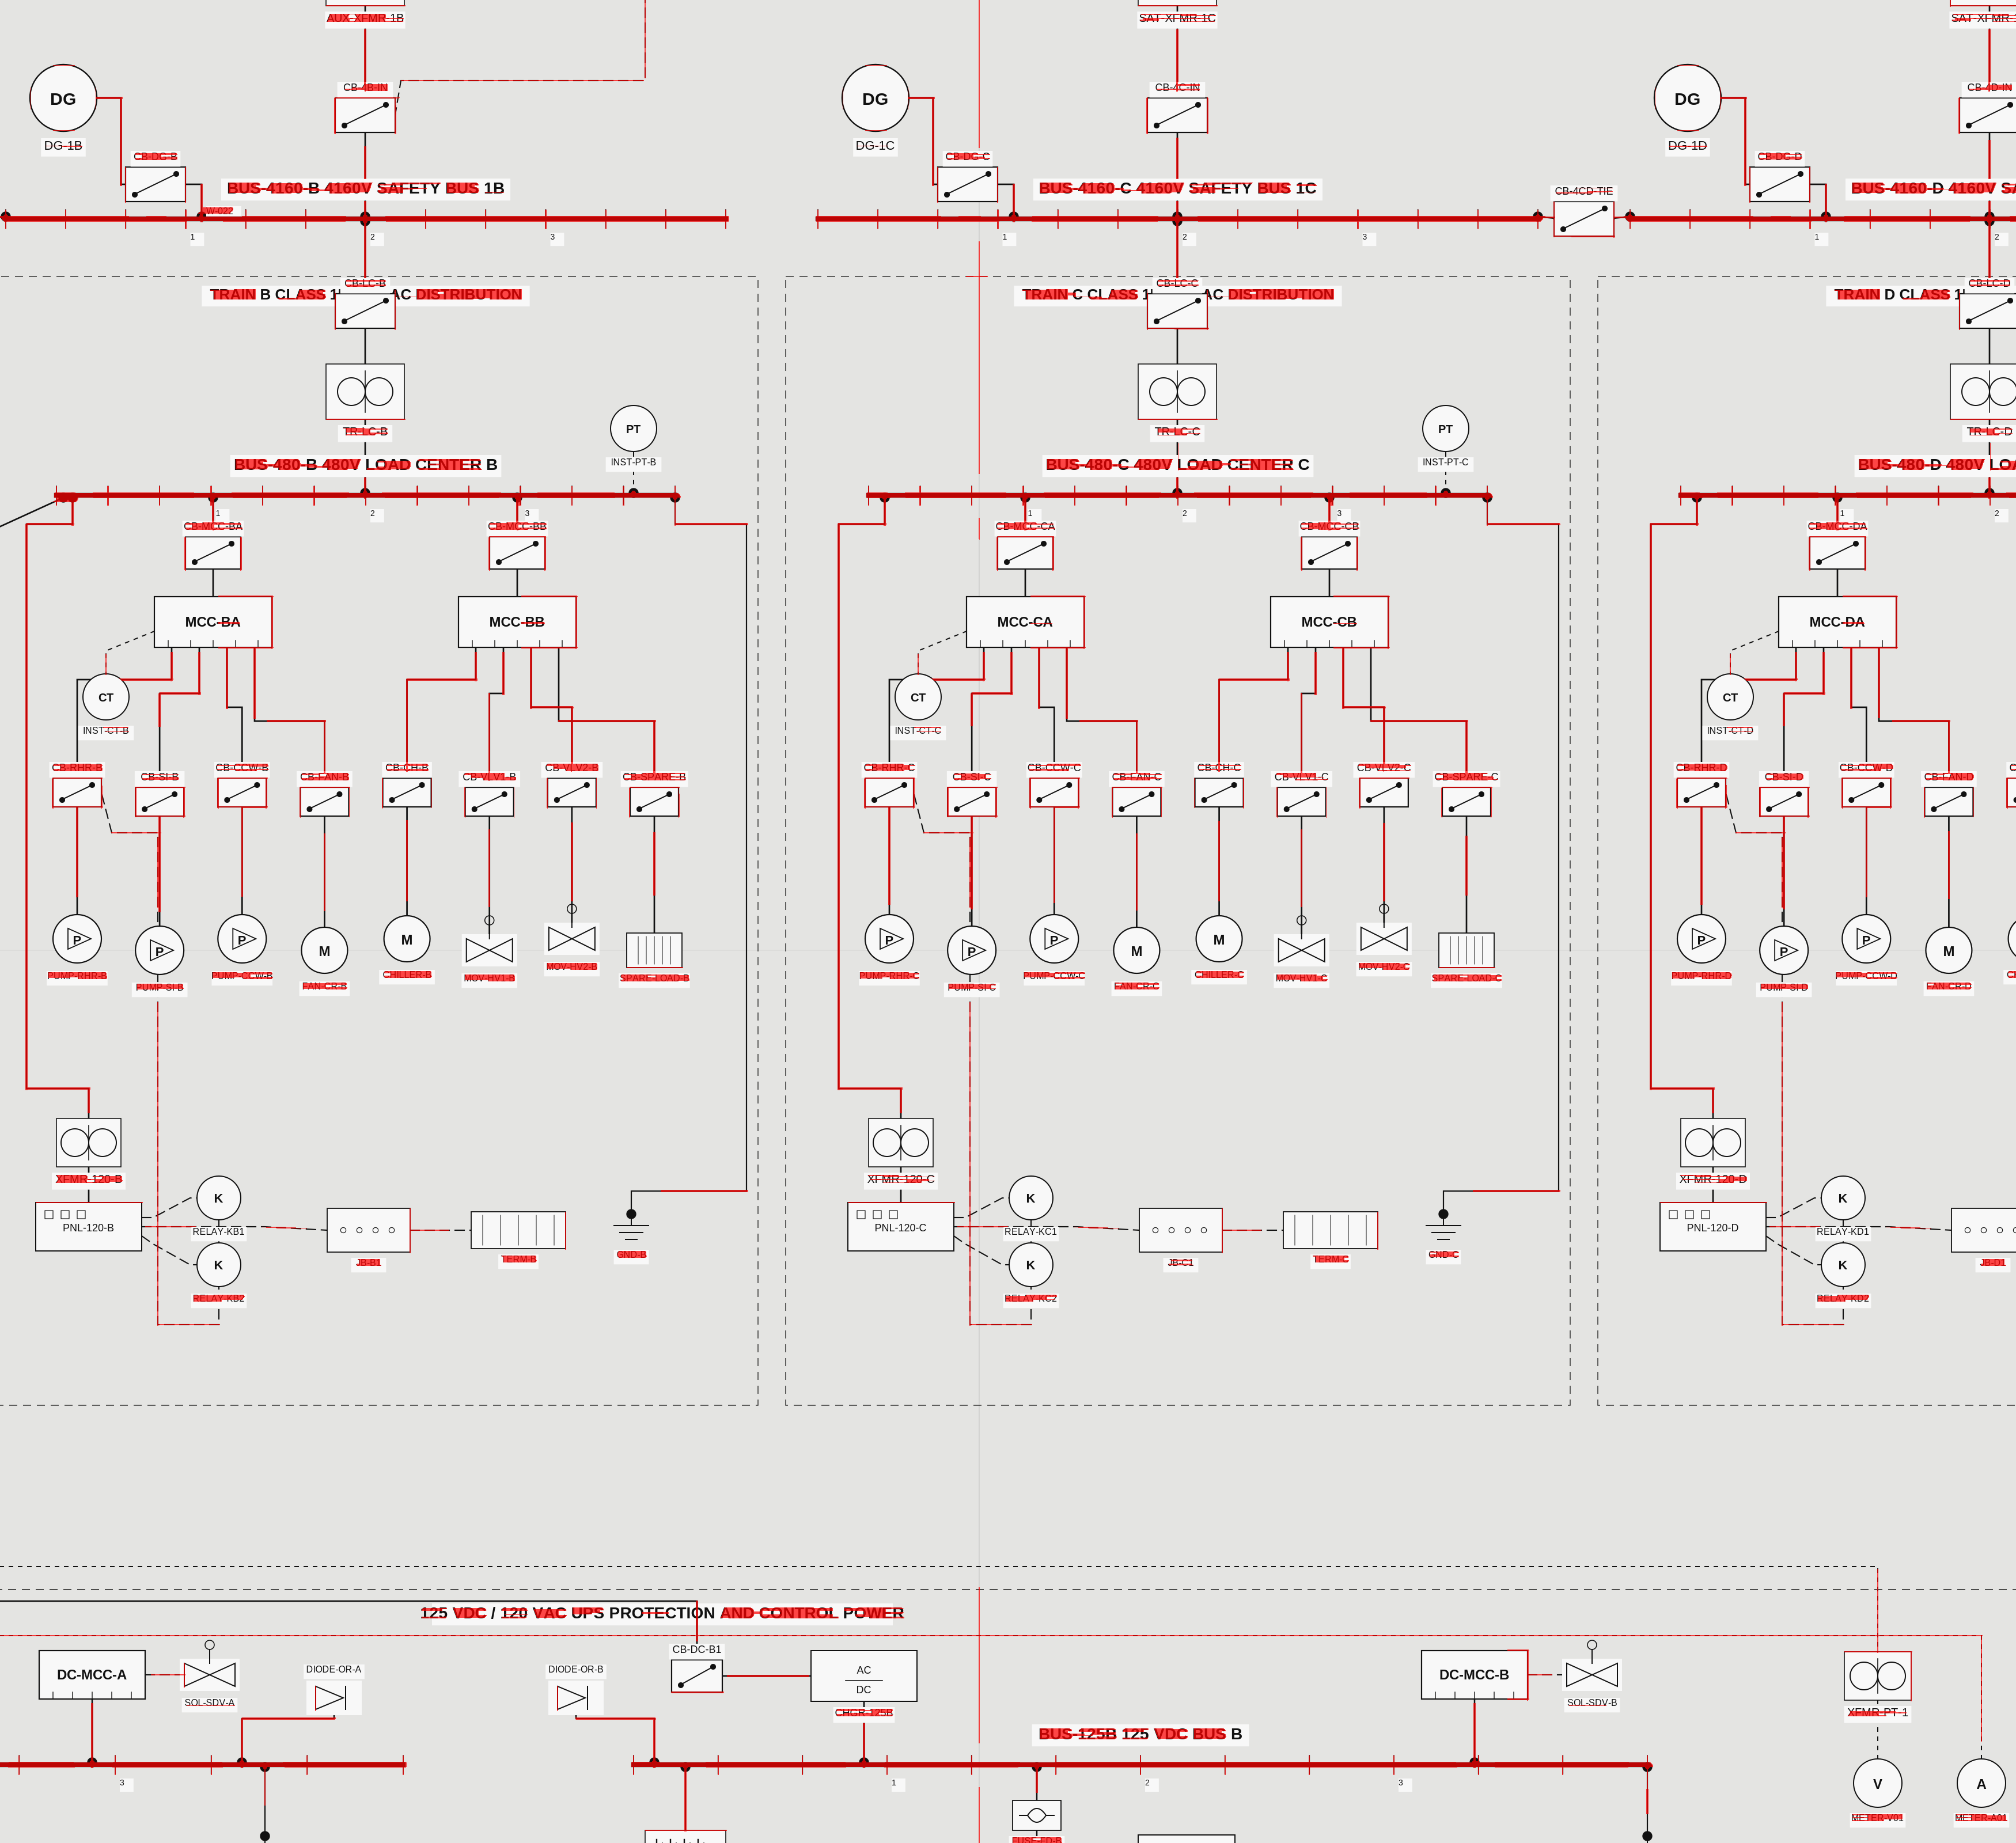 AUX-XFMR-1B
SAT-XFMR-1C
DG
CB-4B-IN
DG
CB-4C-IN
DG
CB-4D-IN
DG-1B
CB-DG-B
DG-1C
CB-DG-C
DG-1D
CB-DG-D
BUS-4160-B 4160V SAFETY BUS 1B
BUS-4160-C 4160V SAFETY BUS 1C
CB-4CD-TIE
BUS-4160-D 4160V
W-022
1
2
3
1
2
3
1
2
CB-LC-B
CB-LC-C
CB-LC-D
TRAIN B CLASS
AC DISTRIBUTION
TRAIN C CLASS
AC DISTRIBUTION
TRAIN D CLASS
TR-LC-B
PT
TR-LC-C
PT
TR-LC-D
BUS-480-B 480V LOAD CENTER B
INST-PT-B
BUS-480-C 480V LOAD CENTER C
INST-PT-C
BUS-480-D 480V
1
2
3
1
2
3
1
2
CB-MCC-BA
CB-MCC-BB
CB-MCC-CA
CB-MCC-CB
CB-MCC-DA
MCC-BA
MCC-BB
MCC-CA
MCC-CB
MCC-DA
CT
CT
CT
INST-CT-B
INST-CT-C
INST-CT-D
CB-RHR-B
CB-SI-B
CB-CCW-B
CB-FAN-B
CB-CH-B
CB-VLV1-B
CB-VLV2-B
CB-SPARE-B
CB-RHR-C
CB-SI-C
CB-CCW-C
CB-FAN-C
CB-CH-C
CB-VLV1-C
CB-VLV2-C
CB-SPARE-C
CB-RHR-D
CB-SI-D
CB-CCW-D
CB-FAN-D
P
P
P
M
M
P
P
P
M
M
P
P
P
M
PUMP-RHR-B
PUMP-SI-B
PUMP-CCW-B
FAN-CR-B
CHILLER-B
MOV-HV1-B
MOV-HV2-B
SPARE-LOAD-B
PUMP-RHR-C
PUMP-SI-C
PUMP-CCW-C
FAN-CR-C
CHILLER-C
MOV-HV1-C
MOV-HV2-C
SPARE-LOAD-C
PUMP-RHR-D
PUMP-SI-D
PUMP-CCW-D
FAN-CR-D
XFMR-120-B
XFMR-120-C
XFMR-120-D
K
K
K
PNL-120-B
RELAY-KB1
PNL-120-C
RELAY-KC1
PNL-120-D
RELAY-KD1
K
JB-B1
TERM-B
GND-B
K
JB-C1
TERM-C
GND-C
K
JB-D1
RELAY-KB2
RELAY-KC2
RELAY-KD2
125 VDC / 120 VAC UPS PROTECTION AND CONTROL POWER
CB-DC-B1
DC-MCC-A
DIODE-OR-A
DIODE-OR-B
AC
DC
DC-MCC-B
SOL-SDV-A
SOL-SDV-B
CHGR-125B
XFMR-PT-1
BUS-125B 125 VDC BUS B
3
1
2
3
V
A
METER-V01
METER-A01
FUSE-FD-B